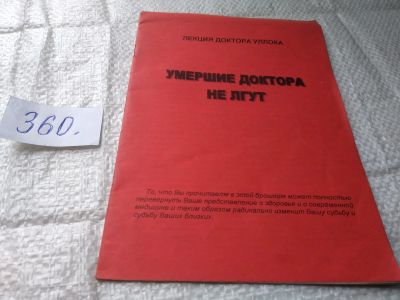 ЛЕКЦИЯ ДОКТОРА УЛЛОКА
УМЕРШИЕ ДОКТОРА
НЕ ЛГУТ
360.
То, что Вы прочитаете в этой брошюре может полностью
перевернуть Ваше представление о здоровье и о современной
медицине и таким образом радикально изменит Вашу судьбу и
судьбу Ваших близких.